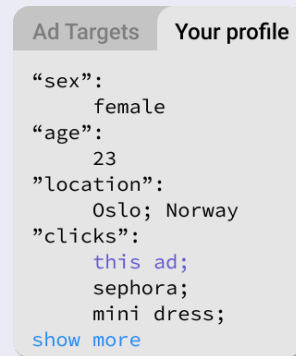 Ad Targets Your profile
“sex”:
female
“age”:
23
”location”:
Oslo; Norway
”clicks”:
this ad;
sephora;
mini dress;
show more